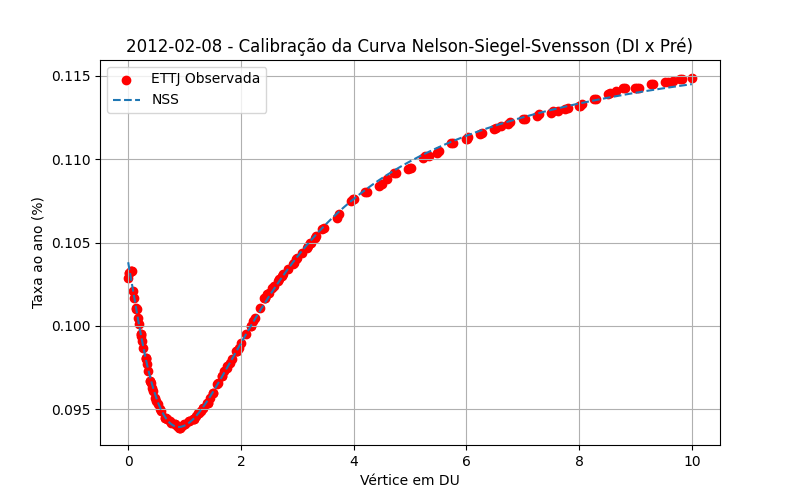 2012-02-08 - Calibração da Curva Nelson-Siegel-Svensson (DI x Pré)
ETTJ Observada
NSS
Taxa ao ano (%)
0.115
0.110
0.105
0.100
0.095
0
2
4
6
8
10
Vértice em DU